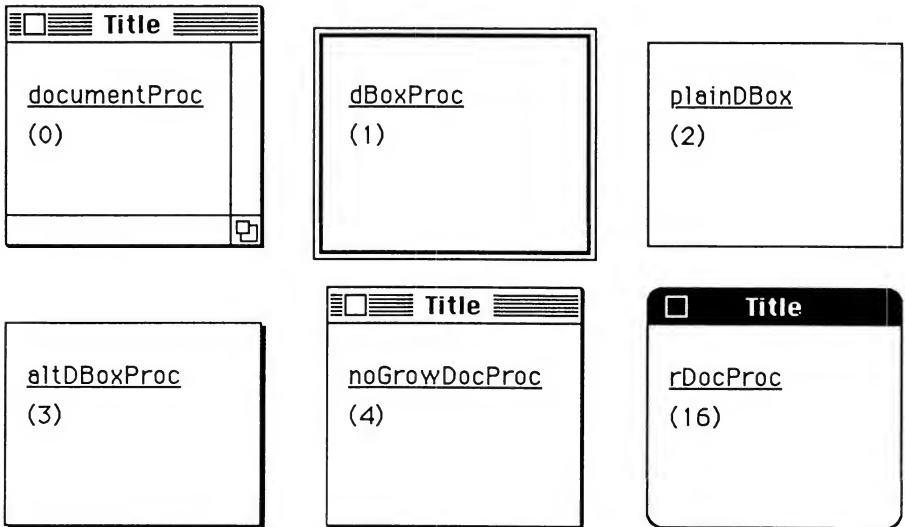 Title
documentProc
(0)
dBoxProc
(1)
plainDBox
(2)
altDBoxProc
(3)
Title
noGrowDocProc
(4)
Title
rDocProc
(16)